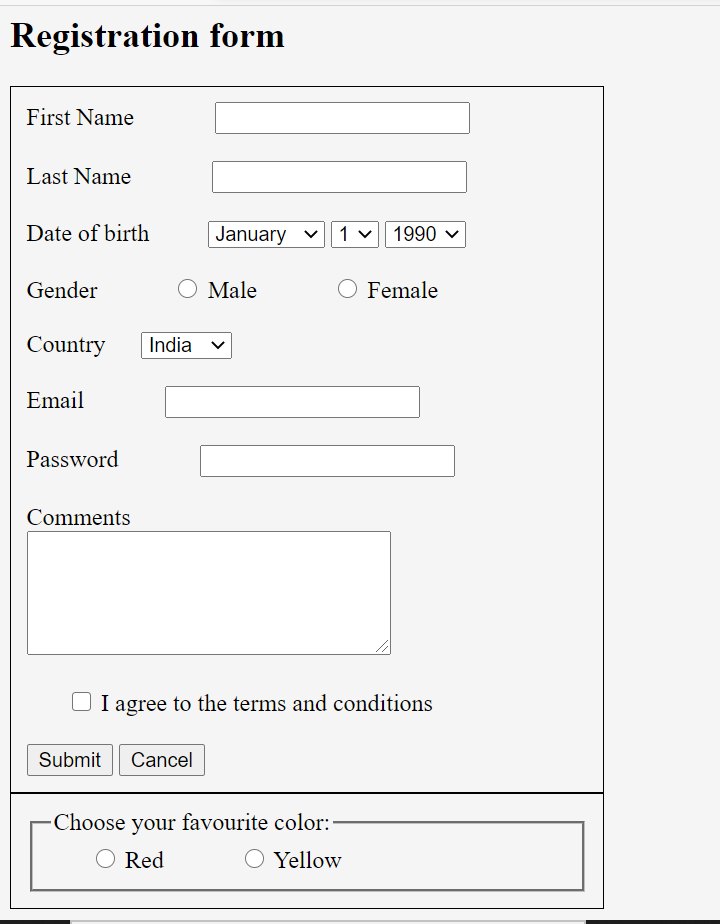 Registration form
First Name
Last Name
Date of birth January 1 1990
Gender Male Female
Country India
Email
Password
Comments
I agree to the terms and conditions
Submit Cancel
Choose your favourite color:
Red Yellow